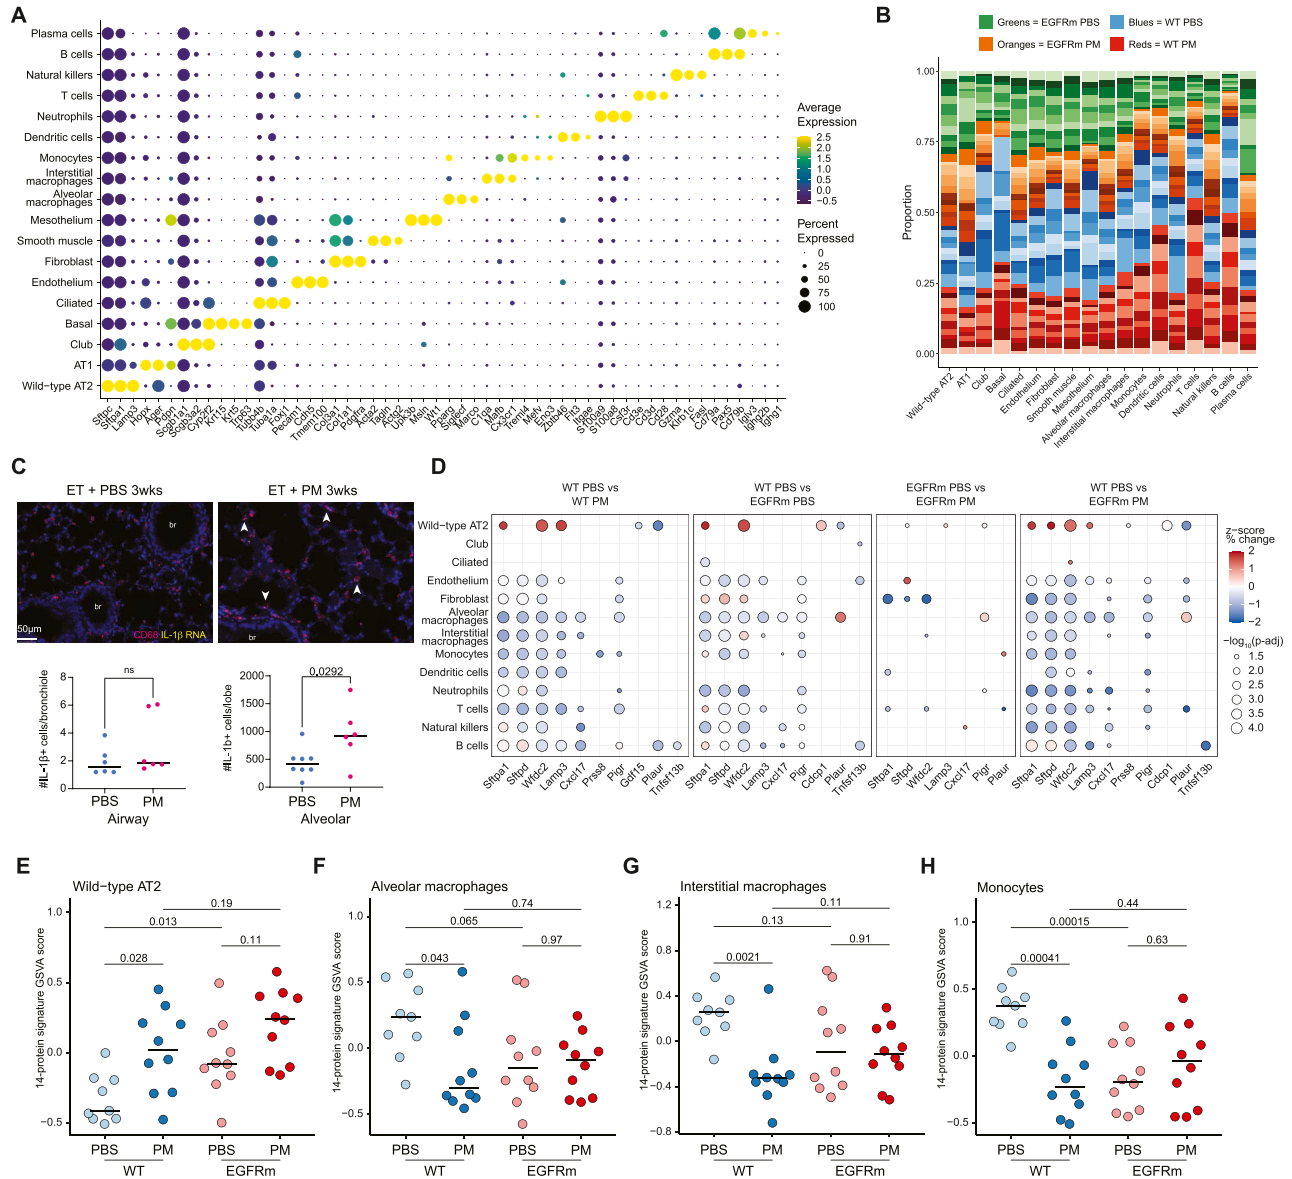 A
Plasma cells
B cells
Natural killers
T cells
Neutrophils
Dendritic cells
Monocytes
Interstitial
macrophages
Alveolar
macrophages
Mesothelium
Smooth muscle
Fibroblast
Endothelium
Ciliated
Basal
Club
AT1
Wild−type AT2
Sftpc
Sftpa1
Lamp3
Hopx
Ager
Pdpn
Scgb1a1
Scgb3a2
Cyp2f2
Krt15
Krt5
Trp63
Tubb4b
Tuba1a
Foxj1
Pecam1
Cdh5
Tmem100
Col3a1
Col1a1
Pdgfra
Acta2
Tagln
Actg2
Upk3b
Msln
Wt1
Pparg
Siglecf
Marco
C1qa
Mafb
Cx3cr1
Treml4
Mefv
Eno3
Zbtb46
Flt3
Itgae
S100a9
S100a8
Csf3r
Cd3e
Cd3d
Cd28
Gzma
Klrb1c
Fasl
Cd79a
Pax5
Cd79b
Iglv3
Ighg2b
Ighg1
Average
Expression
2.5
2.0
1.5
1.0
0.5
0.0
−0.5
Percent
Expressed
0
25
50
75
100
B
Greens = EGFRm PBS
Blues = WT PBS
Oranges = EGFRm PM
Reds = WT PM
Proportion
1.00
0.75
0.50
0.25
0.00
Wild−type AT2
AT1
Club
Basal
Ciliated
Endothelium
Fibroblast
Smooth muscle
Mesothelium
Alveolar macrophages
Interstitial macrophages
Monocytes
Dendritic cells
Neutrophils
T cells
Natural killers
B cells
Plasma cells
C
ET + PBS 3wks
ET + PM 3wks
br
br
br
50μm
CD68 IL-1β RNA
#IL-1β+ cells/bronchiole
8
6
4
2
0
ns
PBS
PM
Airway
#IL-1b+ cells/lobe
2000
1500
1000
500
0
0.0292
PBS
PM
Alveolar
D
WT PBS vs
WT PM
WT PBS vs
EGFRm PBS
EGFRm PBS vs
EGFRm PM
WT PBS vs
EGFRm PM
Wild−type AT2
Club
Ciliated
Endothelium
Fibroblast
Alveolar
macrophages
Interstitial
macrophages
Monocytes
Dendritic cells
Neutrophils
T cells
Natural killers
B cells
Sftpa1
Sftpd
Wfdc2
Lamp3
Cxcl17
Prss8
Pigr
Gdf15
Plaur
Tnfsf13b
Sftpa1
Sftpd
Wfdc2
Lamp3
Cxcl17
Pigr
Cdcp1
Plaur
Tnfsf13b
Sftpa1
Sftpd
Wfdc2
Lamp3
Cxcl17
Pigr
Plaur
Sftpa1
Sftpd
Wfdc2
Lamp3
Cxcl17
Prss8
Pigr
Cdcp1
Plaur
Tnfsf13b
z−score
% change
2
1
0
−1
−2
−log10(p-adj)
1.5
2.0
2.5
3.0
3.5
4.0
E
Wild−type AT2
14-protein signature GSVA score
1.0
0.5
0.0
−0.5
0.19
0.013
0.11
0.028
PBS
PM
PBS
PM
WT
EGFRm
F
Alveolar macrophages
14-protein signature GSVA score
1.0
0.5
0.0
−0.5
0.74
0.065
0.97
0.043
PBS
PM
PBS
PM
WT
EGFRm
G
Interstitial macrophages
14-protein signature GSVA score
1.2
0.8
0.4
0.0
−0.4
−0.8
0.11
0.13
0.91
0.0021
PBS
PM
PBS
PM
WT
EGFRm
H
Monocytes
14-protein signature GSVA score
1.0
0.5
0.0
−0.5
0.44
0.00015
0.63
0.00041
PBS
PM
PBS
PM
WT
EGFRm